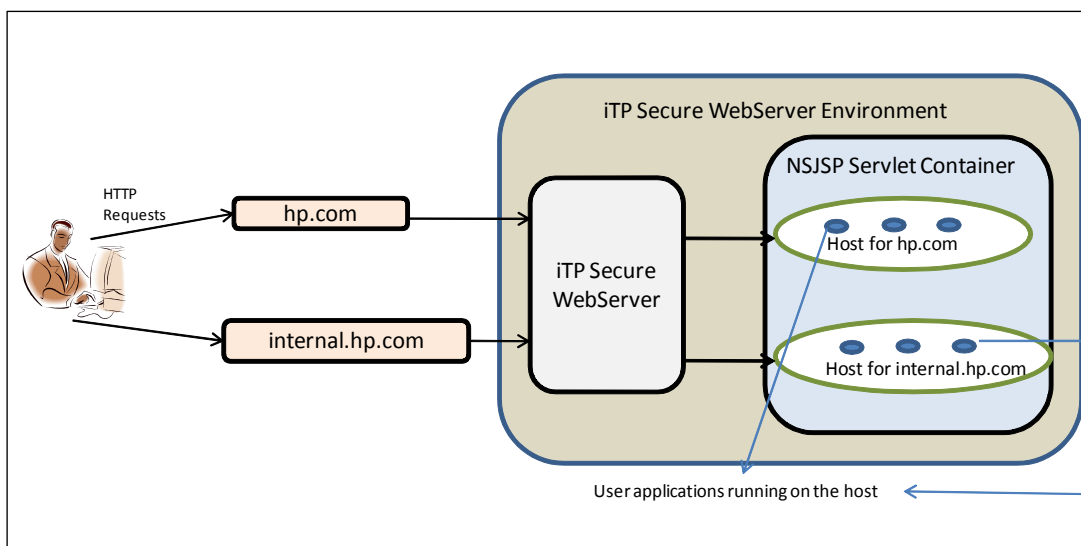 iTP Secure WebServer Environment
NSJSP Servlet Container
HTTP
Requests
hp.com
Host for hp.com
iTP Secure
WebServer
internal.hp.com
Host for internal.hp.com
User applications running on the host